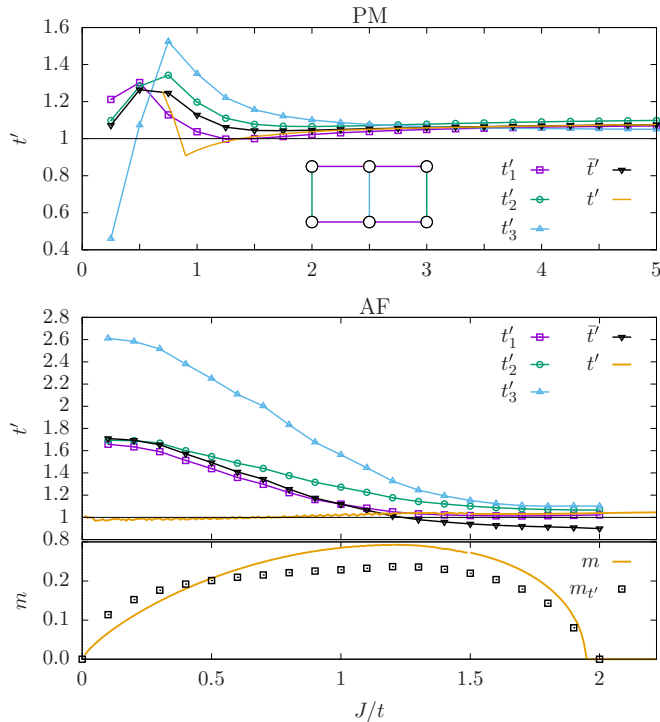 PM
1.6
1.4
1.2
1
0.8
0.6
0.4
t′
t′₁
t′₂
t′₃
t̄′
t′
0 1 2 3 4 5
AF
2.8
2.6
2.4
2.2
2
1.8
1.6
1.4
1.2
1
0.8
t′
t′₁
t′₂
t′₃
t̄′
t′
0.2
0.1
0.0
m
m
m_{t′}
0 0.5 1 1.5 2
J/t